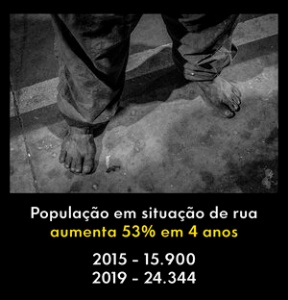 População em situação de rua
aumenta 53% em 4 anos
2015 - 15.900
2019 - 24.344